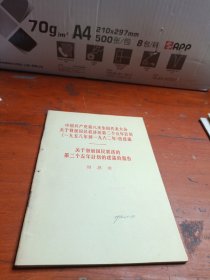 70g/m² A4 210x297mm
500张/包 8包/箱 APP
中国共产党第八次全国代表大会
关于发展国民经济的第二个五年计划
(一九五八年到一九六二年)的建议
关于发展国民经济的
第二个五年计划的建议的报告
周恩来